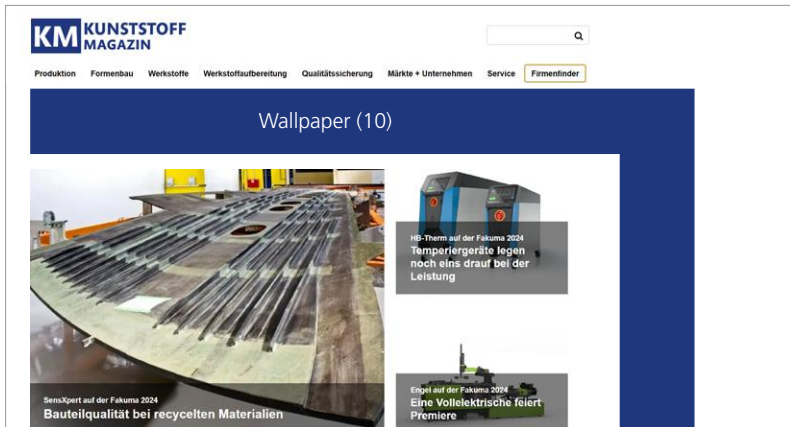 KM KUNSTSTOFF
MAGAZIN
Produktion Formenbau Werkstoffe Werkstoffaufbereitung Qualitätssicherung Märkte + Unternehmen Service Firmenfinder
Wallpaper (10)
SensXpert auf der Fakuma 2024
Bauteilqualität bei recycelten Materialien
HB-Therm auf der Fakuma 2024
Temperiergeräte legen
noch eins drauf bei der
Leistung
Engel auf der Fakuma 2024
Eine Vollelektrische feiert
Premiere